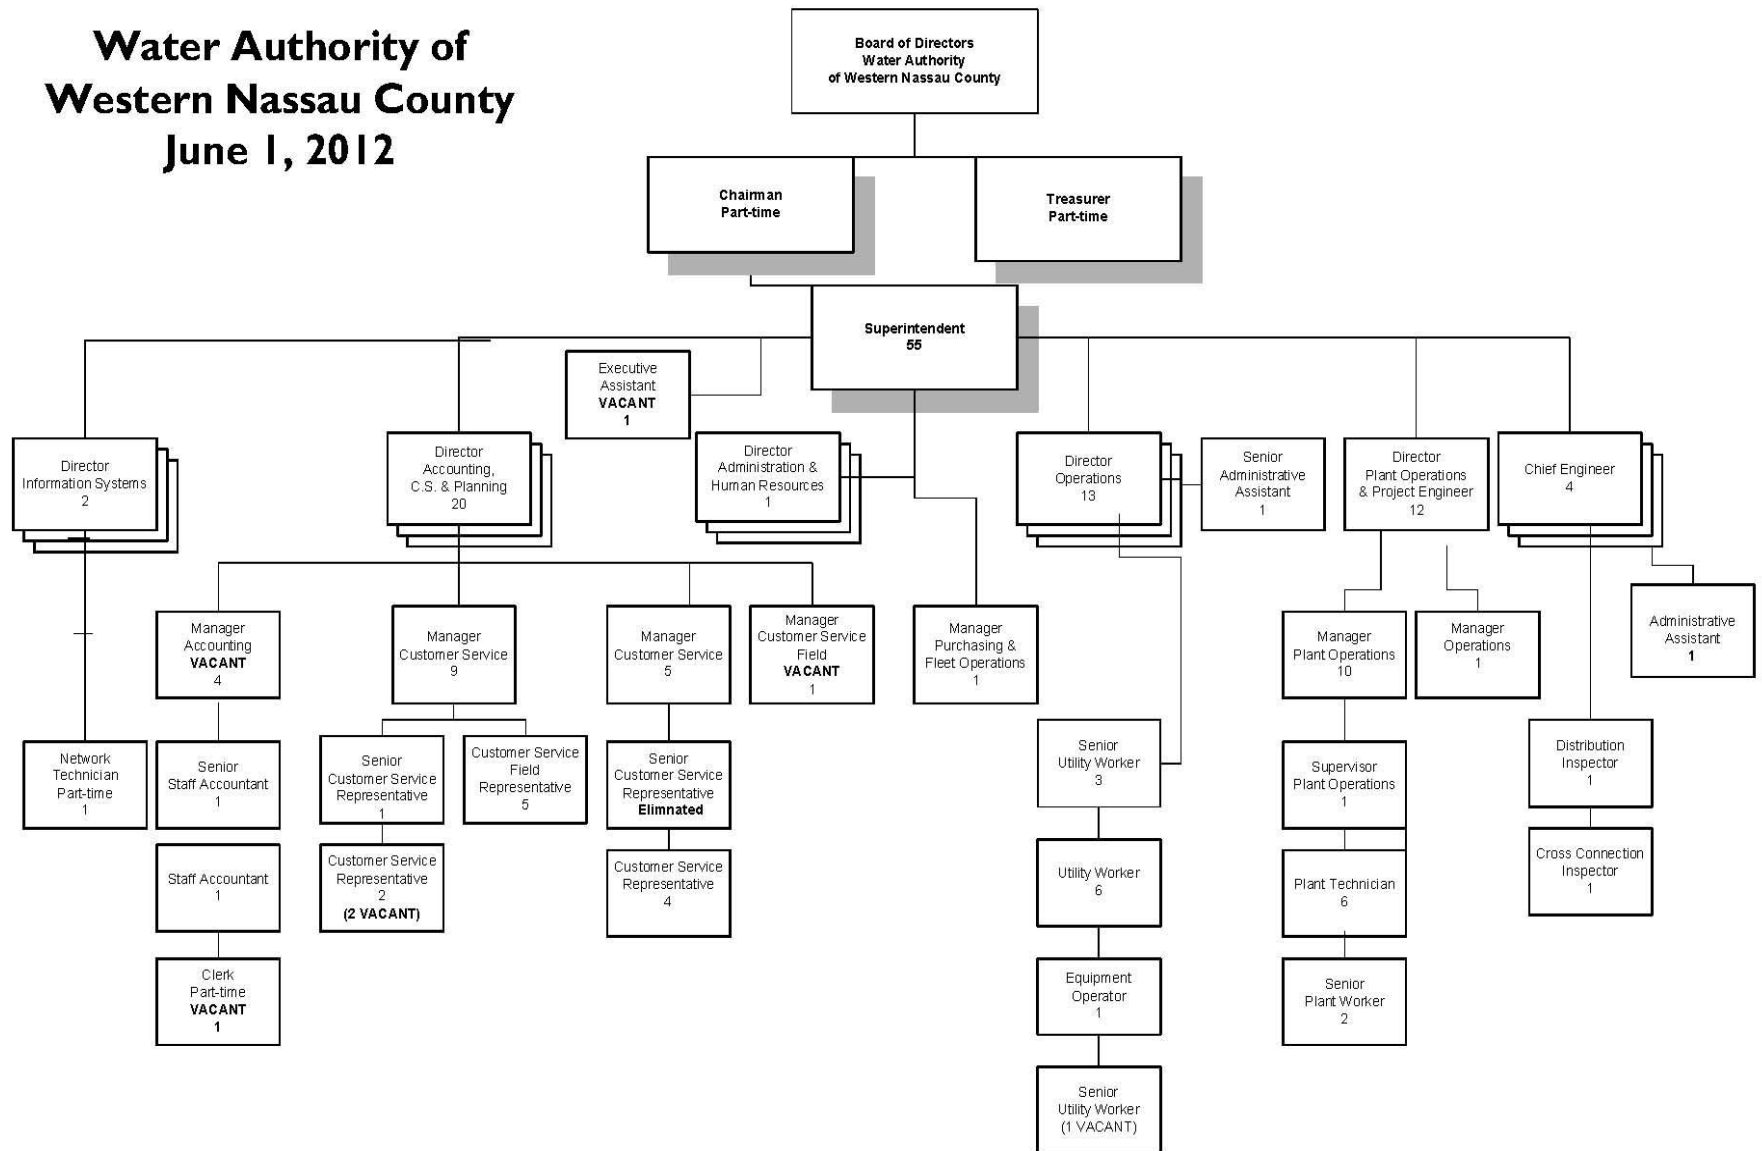 Water Authority of
Western Nassau County
June 1, 2012
Board of Directors
Water Authority
of Western Nassau County
Chairman
Part-time
Treasurer
Part-time
Superintendent
55
Executive
Assistant
VACANT
1
Director
Information Systems
2
Director
Accounting,
C.S. & Planning
20
Director
Administration &
Human Resources
1
Director
Operations
13
Senior
Administrative
Assistant
1
Director
Plant Operations
& Project Engineer
12
Chief Engineer
4
Manager
Accounting
VACANT
4
Manager
Customer Service
9
Manager
Customer Service
5
Manager
Customer Service
Field
VACANT
1
Manager
Purchasing &
Fleet Operations
1
Manager
Plant Operations
10
Manager
Operations
1
Administrative
Assistant
1
Network
Technician
Part-time
1
Senior
Staff Accountant
1
Senior
Customer Service
Representative
1
Customer Service
Field
Representative
5
Senior
Customer Service
Representative
Elimnated
Senior
Utility Worker
3
Supervisor
Plant Operations
1
Distribution
Inspector
1
Staff Accountant
1
Customer Service
Representative
2
(2 VACANT)
Customer Service
Representative
4
Utility Worker
6
Plant Technician
6
Cross Connection
Inspector
1
Clerk
Part-time
VACANT
1
Equipment
Operator
1
Senior
Plant Worker
2
Senior
Utility Worker
(1 VACANT)